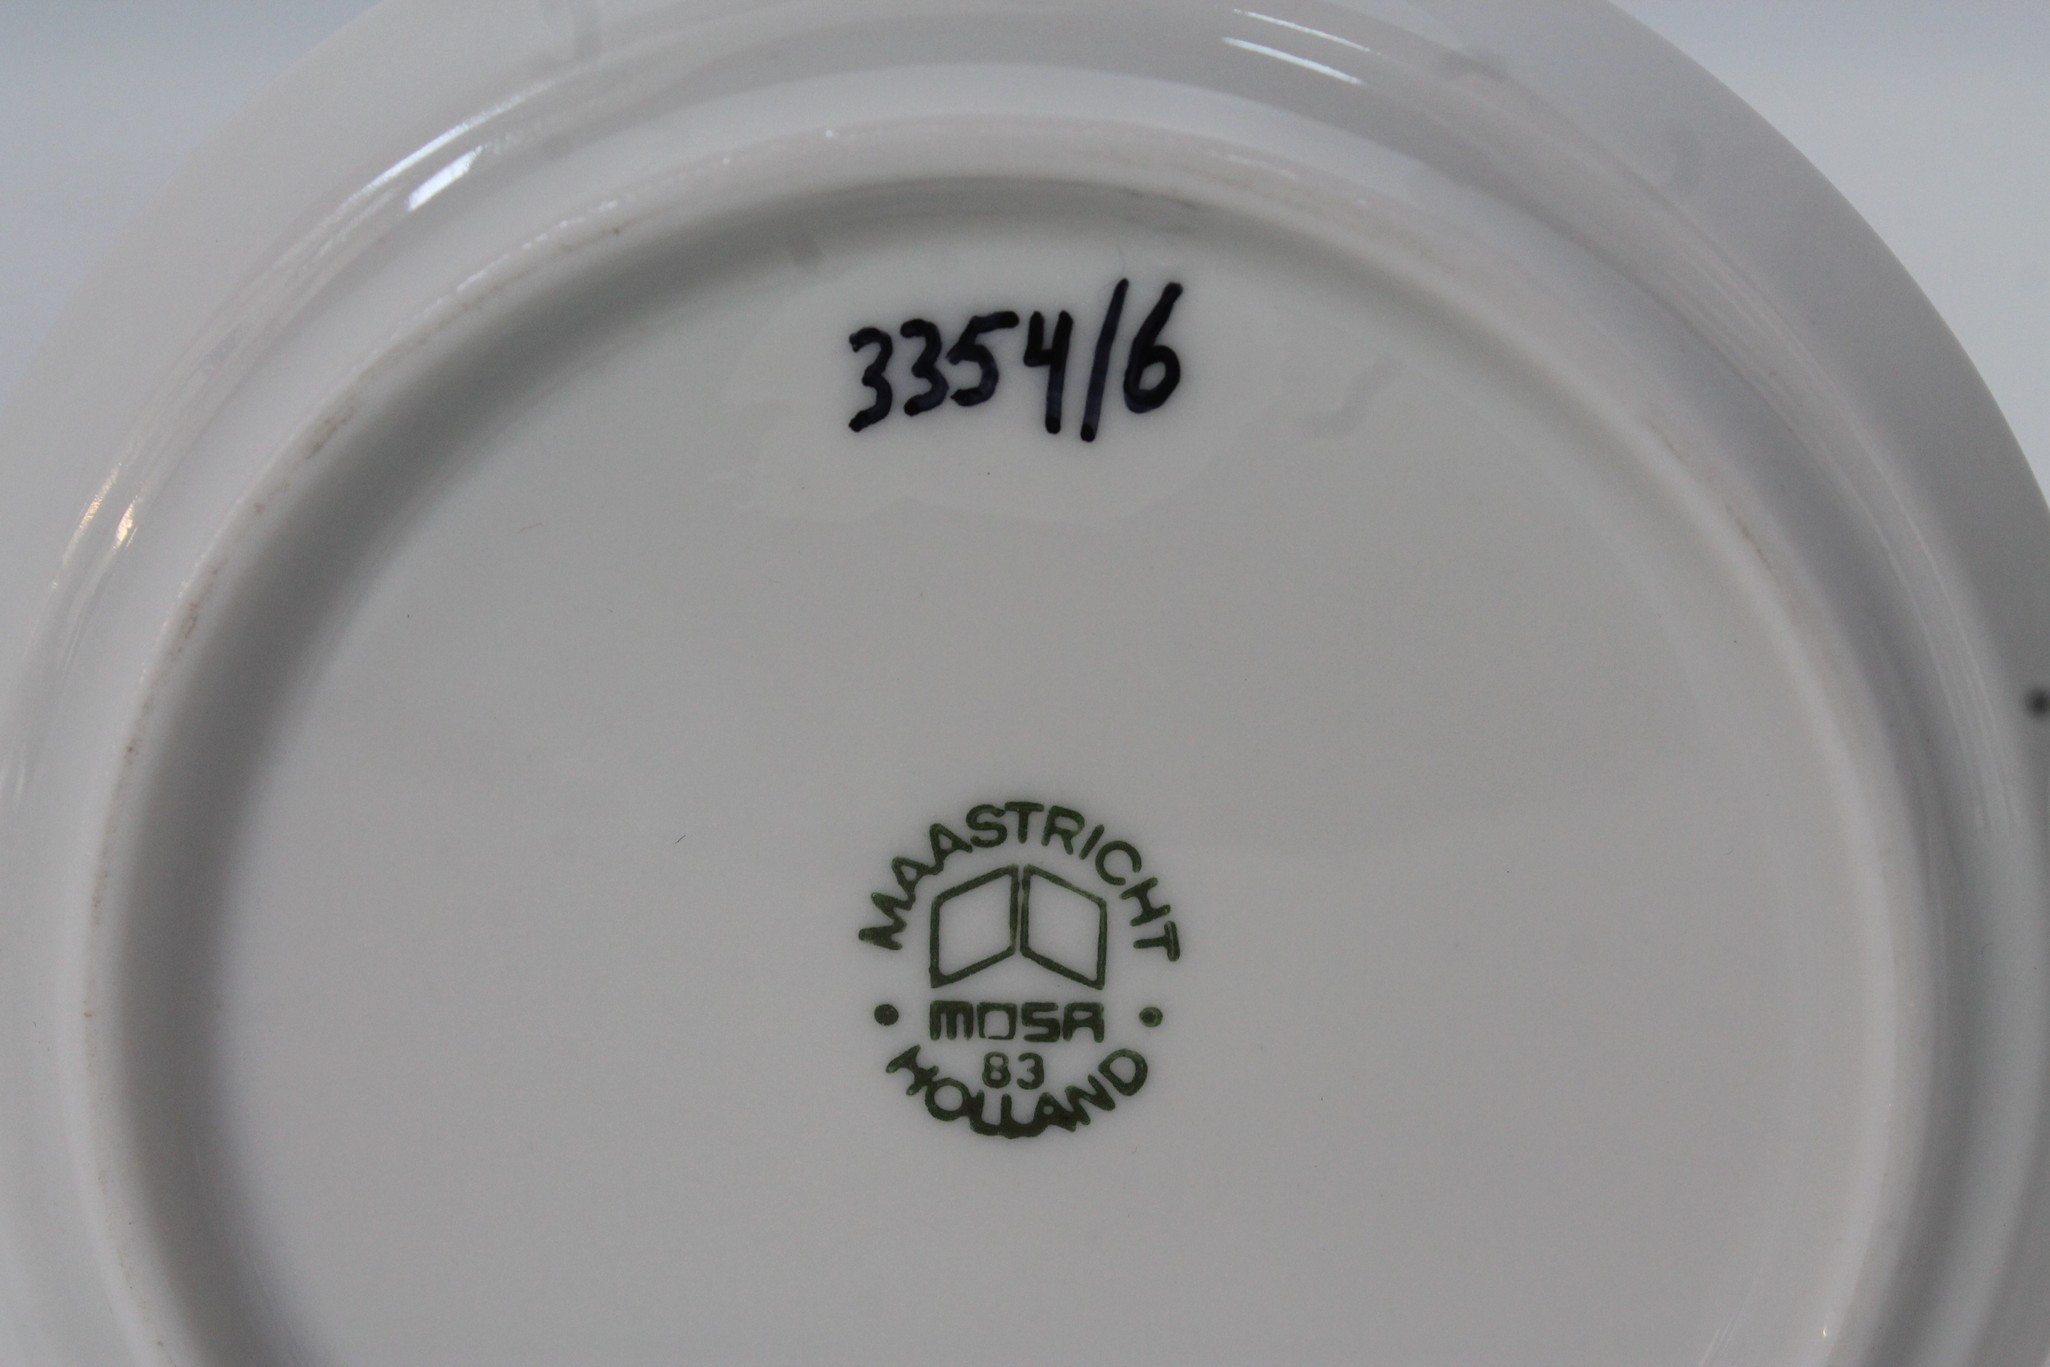 3354/6
MAASTRICHT
MOSA
83
HOLLAND